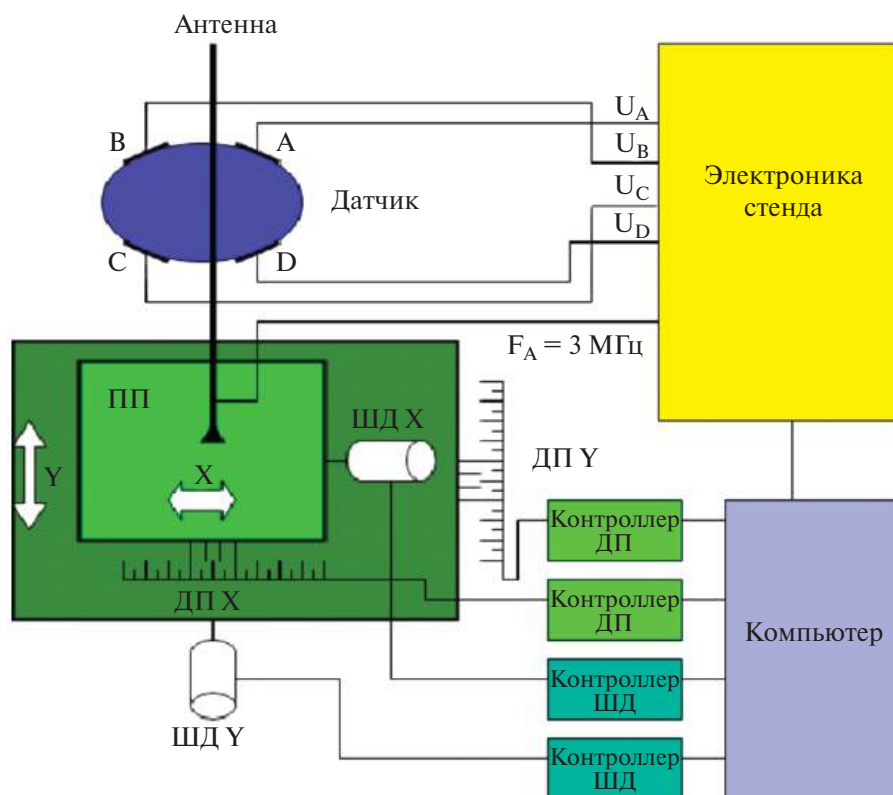 Антенна
B
A
U_A
U_B
U_C
U_D
Электроника
стенда
Датчик
C
D
F_A = 3 МГц
ПП
ШД X
ДП Y
Y
X
ДП X
Контроллер
ДП
Контроллер
ДП
Контроллер
ШД
Контроллер
ШД
Компьютер
ШД Y